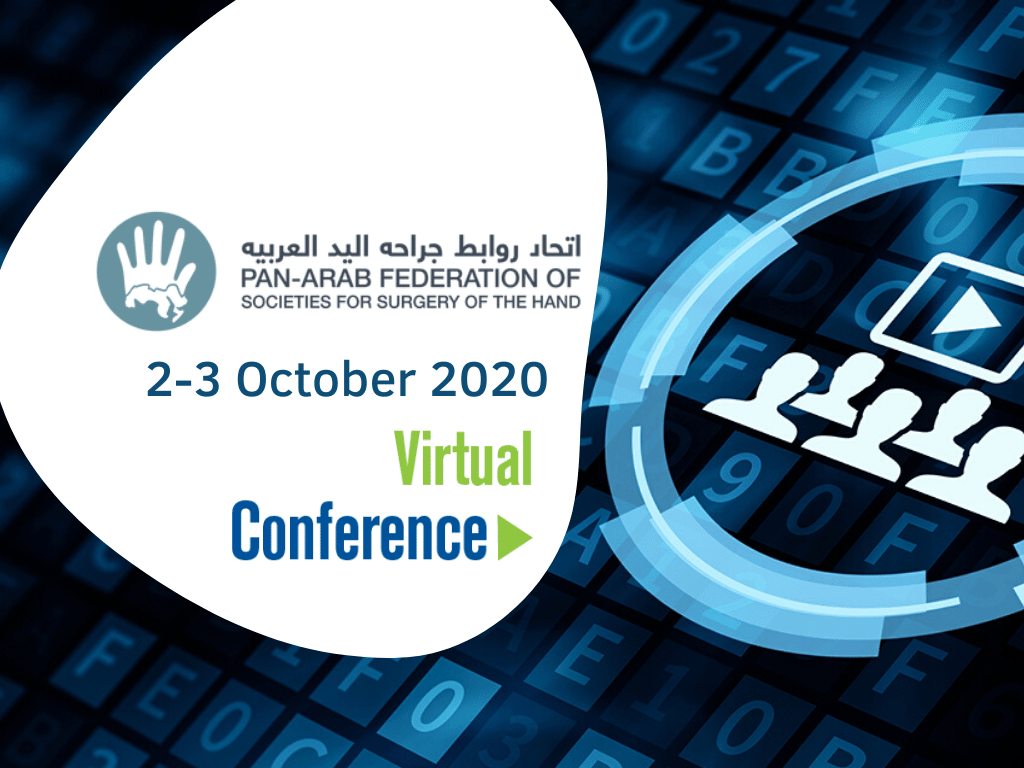 اتحاد روابط جراحه اليد العربيه
PAN-ARAB FEDERATION OF
SOCIETIES FOR SURGERY OF THE HAND
2-3 October 2020
Virtual
Conference